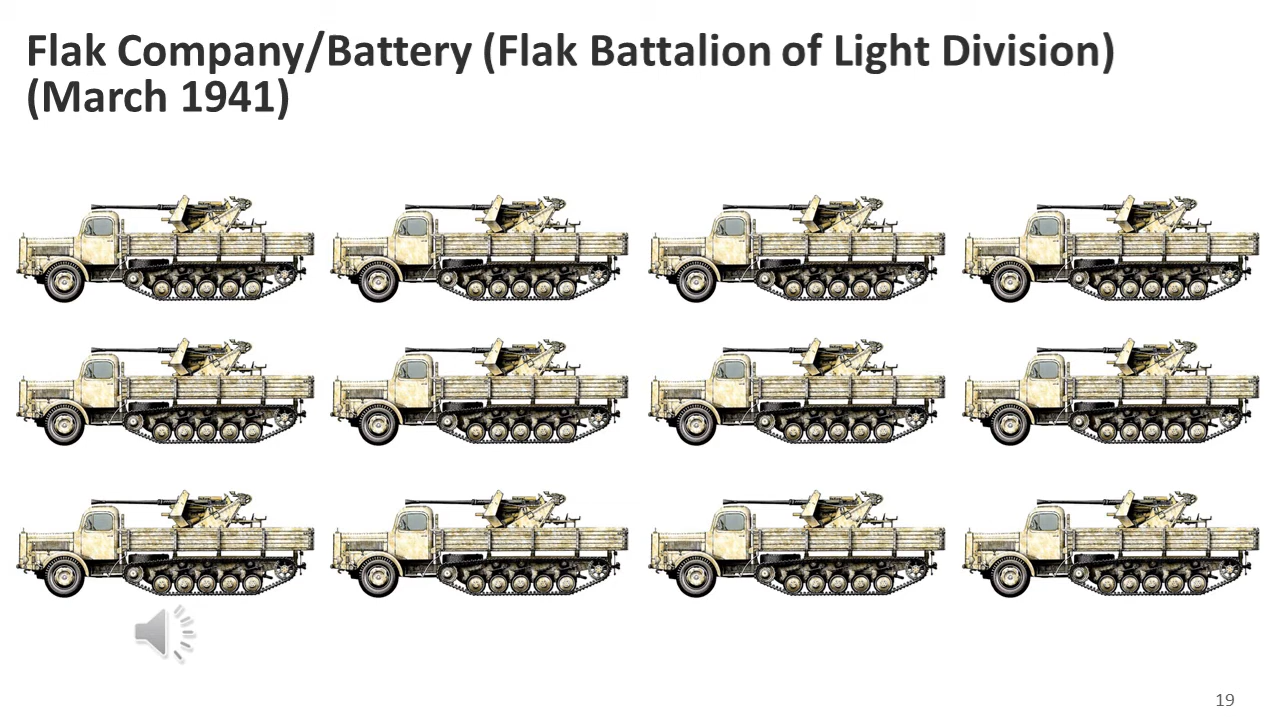 Flak Company/Battery (Flak Battalion of Light Division)
(March 1941)
19